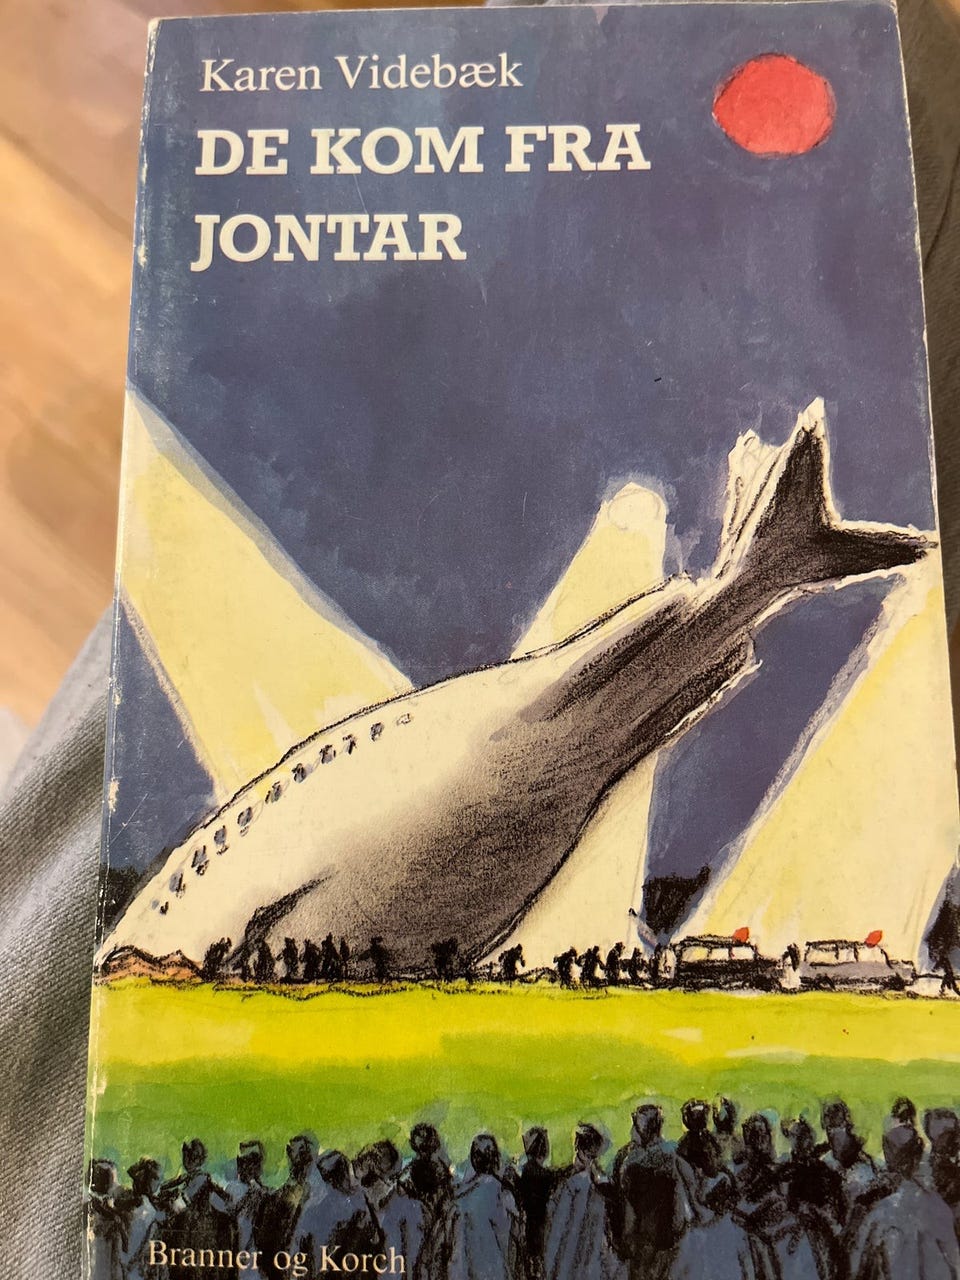 Karen Videbæk
DE KOM FRA
JONTAR
Branner og Korch